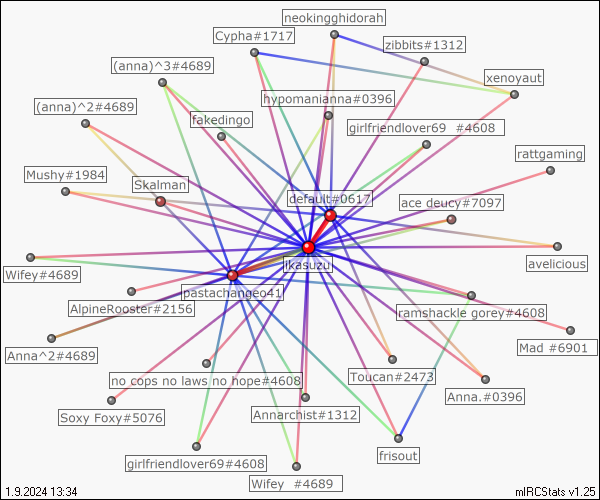 neokingghidorah
Cypha#1717
zibbits#1312
(anna)^3#4689
xenoyaut
hypomanianna#0396
(anna)^2#4689
fakedingo
girlfriendlover69_#4608
rattgaming
Mushy#1984
Skalman
default#0617
ace deucy#7097
Wifey#4689
ikasuzu
avelicious
pastachangeo41
AlpineRooster#2156
ramshackle gorey#4608
Anna^2#4689
Mad_#6901
no cops no laws no hope#4608
Toucan#2473
Anna.#0396
Soxy Foxy#5076
Annarchist#1312
girlfriendlover69#4608
frisout
Wifey_#4689
1.9.2024 13:34
mIRCStats v1.25